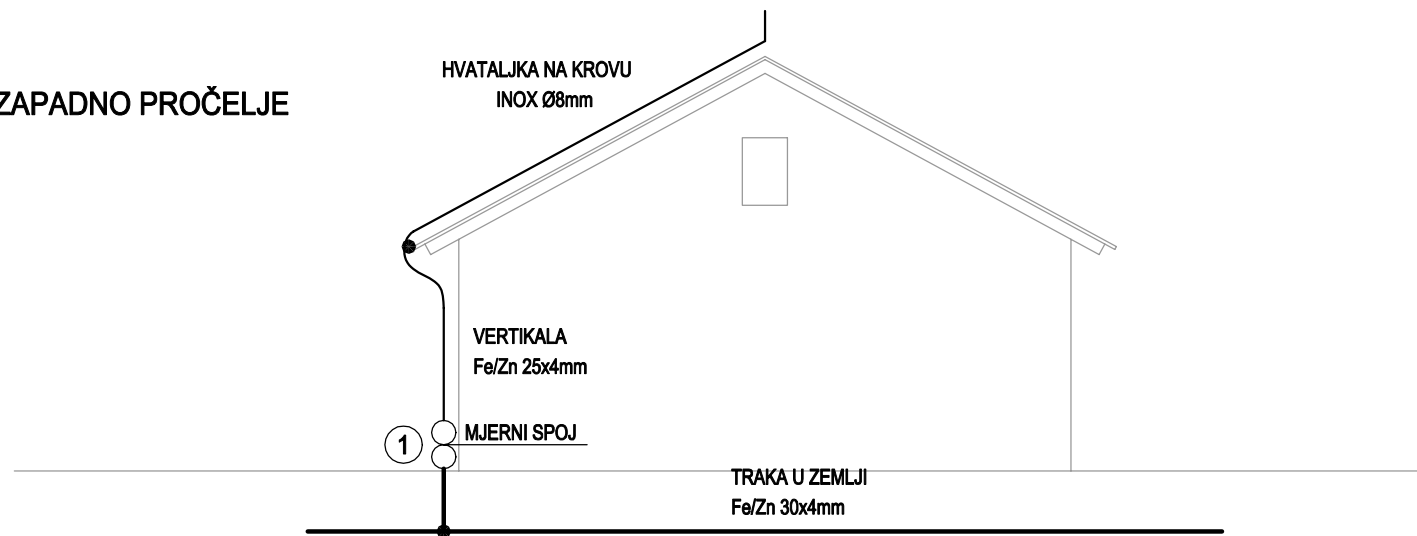 HVATALJKA NA KROVU
INOX Ø8mm
ZAPADNO PROČELJE
VERTIKALA
Fe/Zn 25x4mm
1
MJERNI SPOJ
TRAKA U ZEMLJI
Fe/Zn 30x4mm